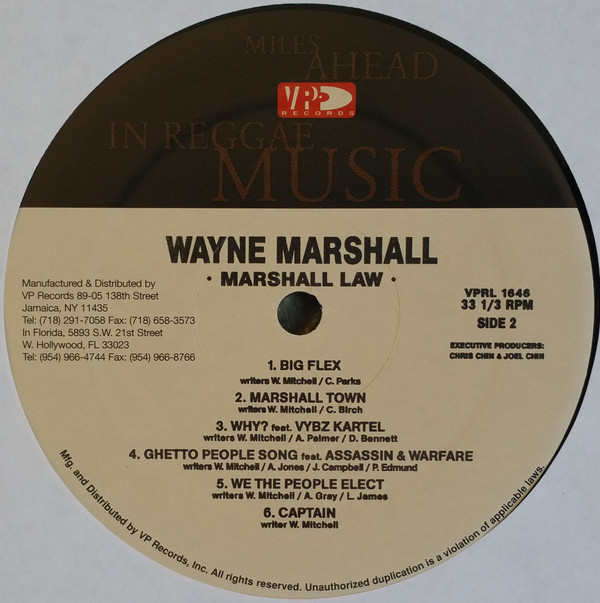 MILES
AHEAD
VP
RECORDS
IN REGGAE
MUSIC
WAYNE MARSHALL
• MARSHALL LAW •
Manufactured & Distributed by
VP Records 89-05 138th Street
Jamaica, NY 11435
Tel: (718) 291-7058 Fax: (718) 658-3573
In Florida, 5893 S.W. 21st Street
W. Hollywood, FL 33023
Tel: (954) 966-4744 Fax: (954) 966-8766
VPRL 1646
33 1/3 RPM
SIDE 2
EXECUTIVE PRODUCERS:
CHRIS CHIN & JOEL CHIN
1. BIG FLEX
writers W. Mitchell / C. Parks
2. MARSHALL TOWN
writers W. Mitchell / C. Birch
3. WHY? feat. VYBZ KARTEL
writers W. Mitchell / A. Palmer / D. Bennett
4. GHETTO PEOPLE SONG feat. ASSASSIN & WARFARE
writers W. Mitchell / A. Jones / J. Campbell / P. Edmund
5. WE THE PEOPLE ELECT
writers W. Mitchell / A. Gray / L. James
6. CAPTAIN
writer W. Mitchell
Mfg. and Distributed by VP Records, Inc. All rights reserved. Unauthorized duplication is a violation of applicable laws.